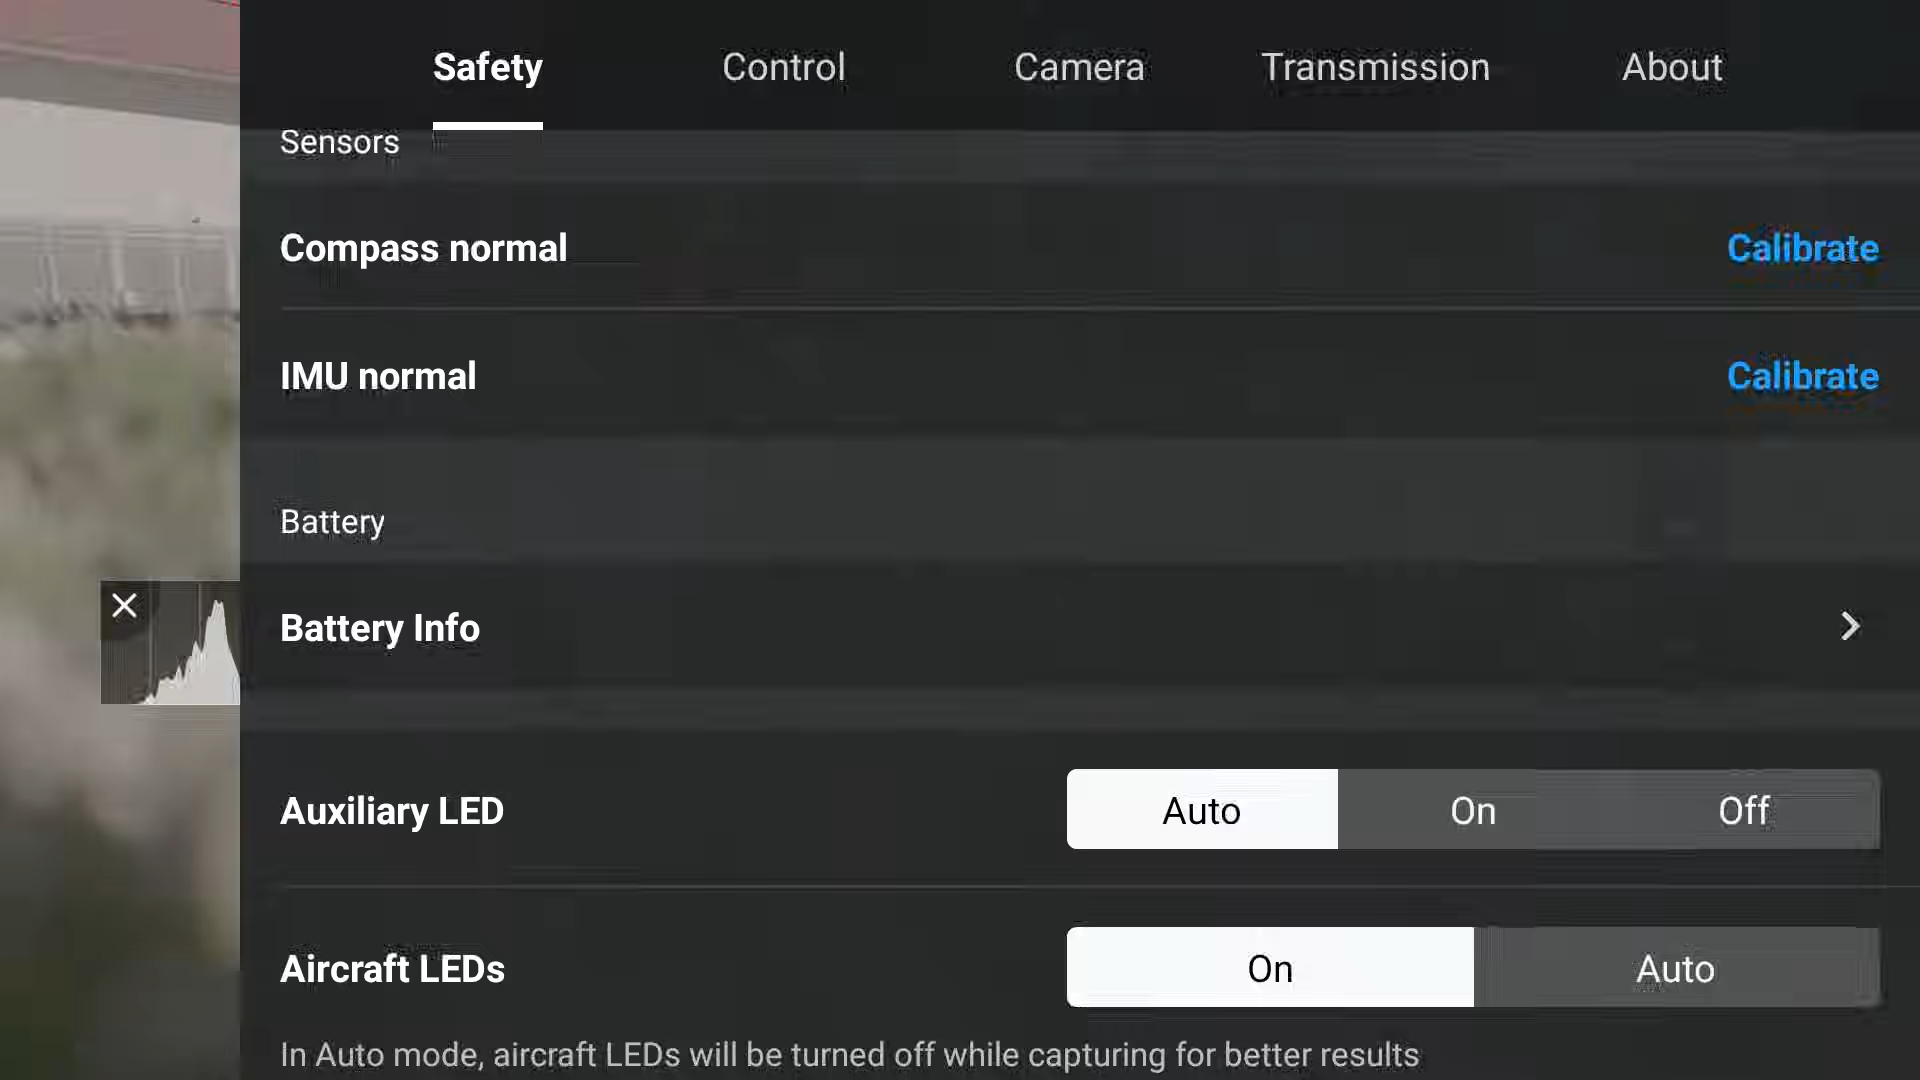 Safety Control Camera Transmission About
Sensors
Compass normal Calibrate
IMU normal Calibrate
Battery
Battery Info
Auxiliary LED Auto On Off
Aircraft LEDs On Auto
In Auto mode, aircraft LEDs will be turned off while capturing for better results